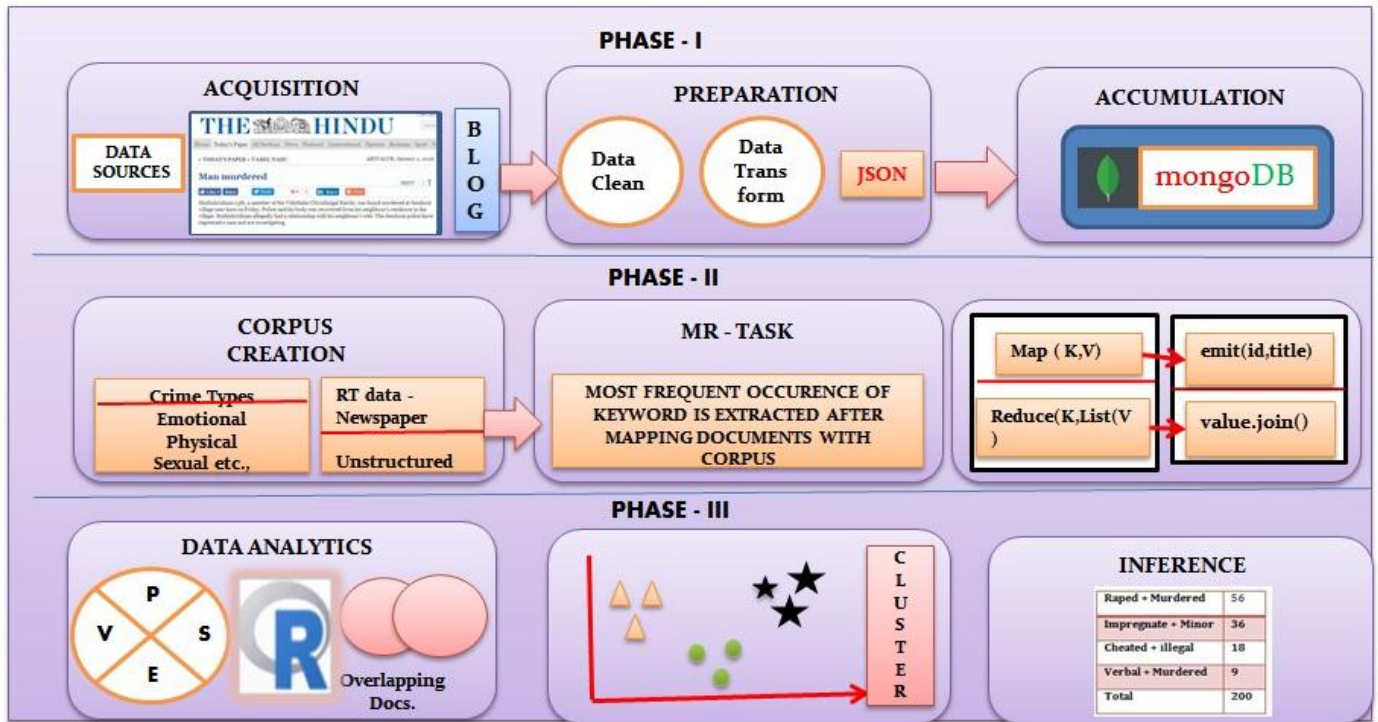 PHASE - I
ACQUISITION
DATA
SOURCES
THE HINDU
Man murdered
B
L
O
G
PREPARATION
Data
Clean
Data
Trans
form
JSON
ACCUMULATION
mongoDB
PHASE - II
CORPUS
CREATION
Crime Types
Emotional
Physical
Sexual etc.,
RT data -
Newspaper
Unstructured
MR - TASK
MOST FREQUENT OCCURENCE OF
KEYWORD IS EXTRACTED AFTER
MAPPING DOCUMENTS WITH
CORPUS
Map ( K,V)
emit(id,title)
Reduce(K,List(V
)
value.join()
PHASE - III
DATA ANALYTICS
P
V
S
E
R
Overlapping
Docs.
C
L
U
S
T
E
R
INFERENCE
Raped + Murdered 56
Impregnate + Minor 36
Cheated + illegal 18
Verbal + Murdered 9
Total 200